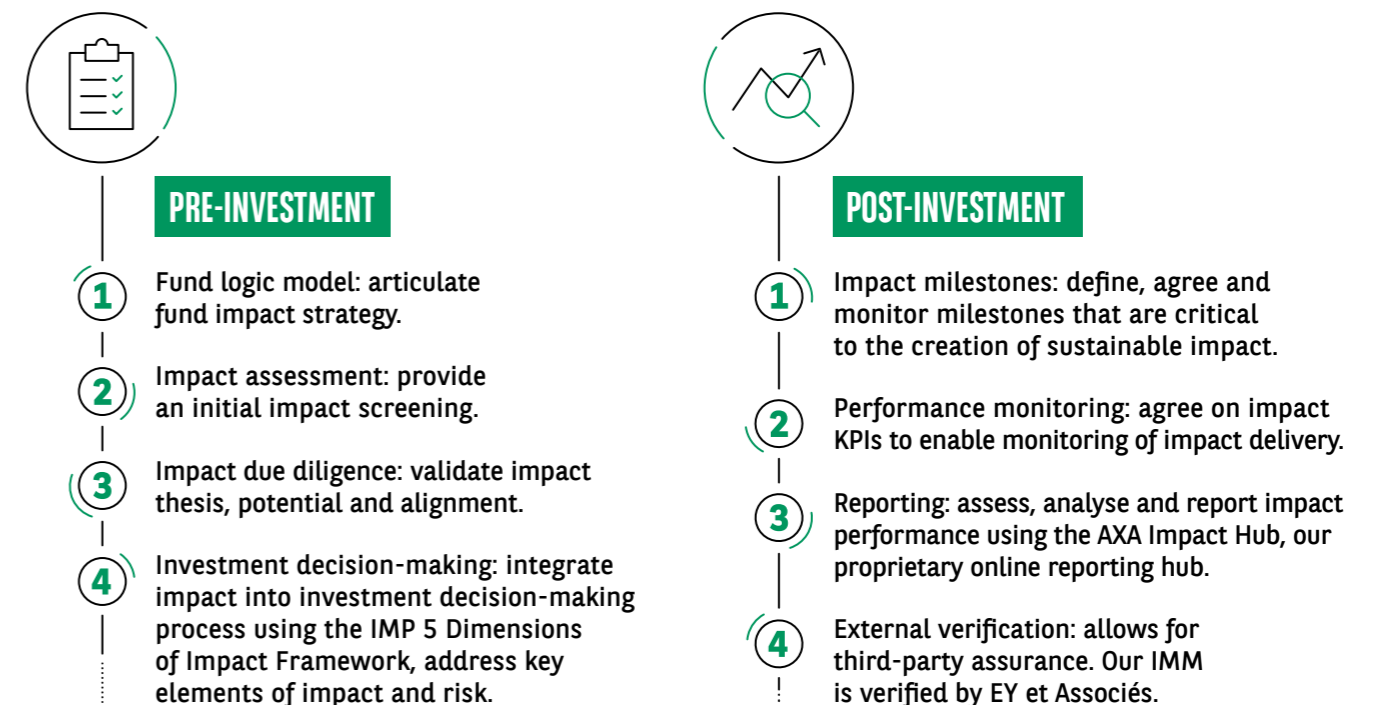 PRE-INVESTMENT
1
Fund logic model: articulate
fund impact strategy.
2
Impact assessment: provide
an initial impact screening.
3
Impact due diligence: validate impact
thesis, potential and alignment.
4
Investment decision-making: integrate
impact into investment decision-making
process using the IMP 5 Dimensions
of Impact Framework, address key
elements of impact and risk.
POST-INVESTMENT
1
Impact milestones: define, agree and
monitor milestones that are critical
to the creation of sustainable impact.
2
Performance monitoring: agree on impact
KPIs to enable monitoring of impact delivery.
3
Reporting: assess, analyse and report impact
performance using the AXA Impact Hub, our
proprietary online reporting hub.
4
External verification: allows for
third-party assurance. Our IMM
is verified by EY et Associés.